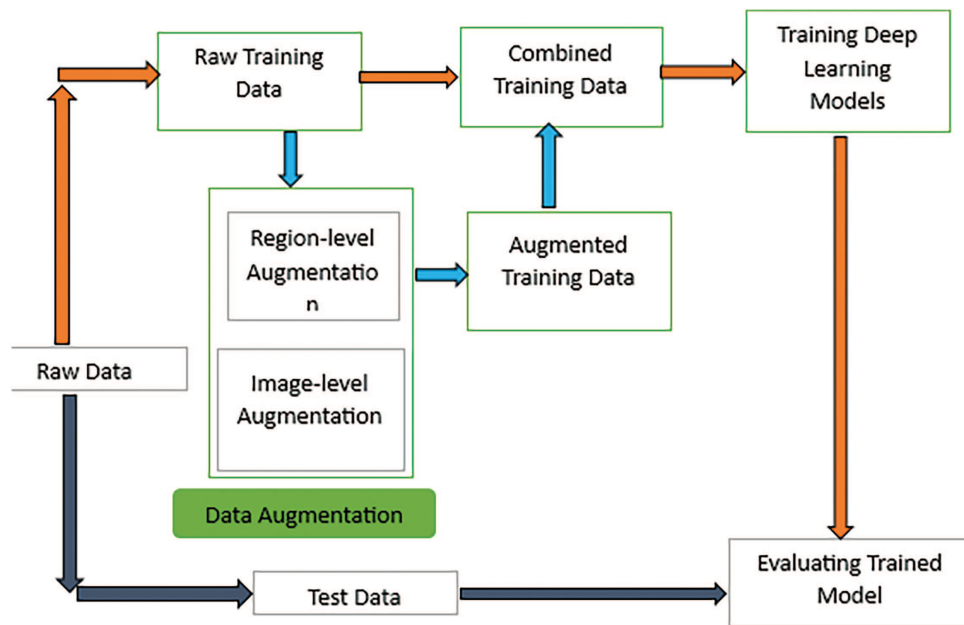 Raw Training
Data
Combined
Training Data
Training Deep
Learning
Models
Region-level
Augmentatio
n
Augmented
Training Data
Raw Data
Image-level
Augmentation
Data Augmentation
Test Data
Evaluating Trained
Model